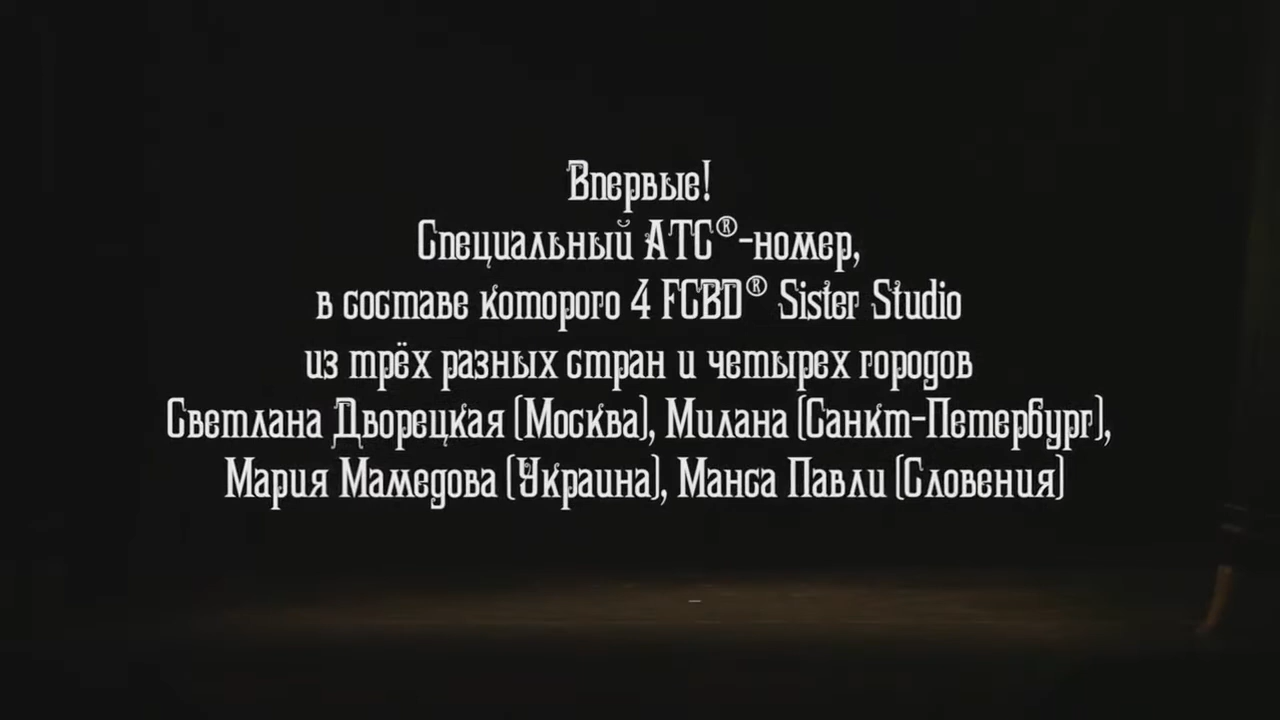 Впервые!
Специальный АТС®-номер,
в составе которого 4 FCBD® Sister Studio
из трёх разных стран и четырех городов
Светлана Дворецкая (Москва), Милана (Санкт-Петербург),
Мария Мамедова (Украина), Манса Павли (Словения)